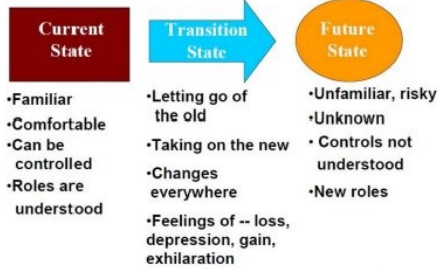 Current
State
•Familiar
•Comfortable
•Can be
controlled
•Roles are
understood
Transition
State
•Letting go of
the old
•Taking on the new
•Changes
everywhere
•Feelings of -- loss,
depression, gain,
exhilaration
Future
State
•Unfamiliar, risky
•Unknown
• Controls not
understood
•New roles